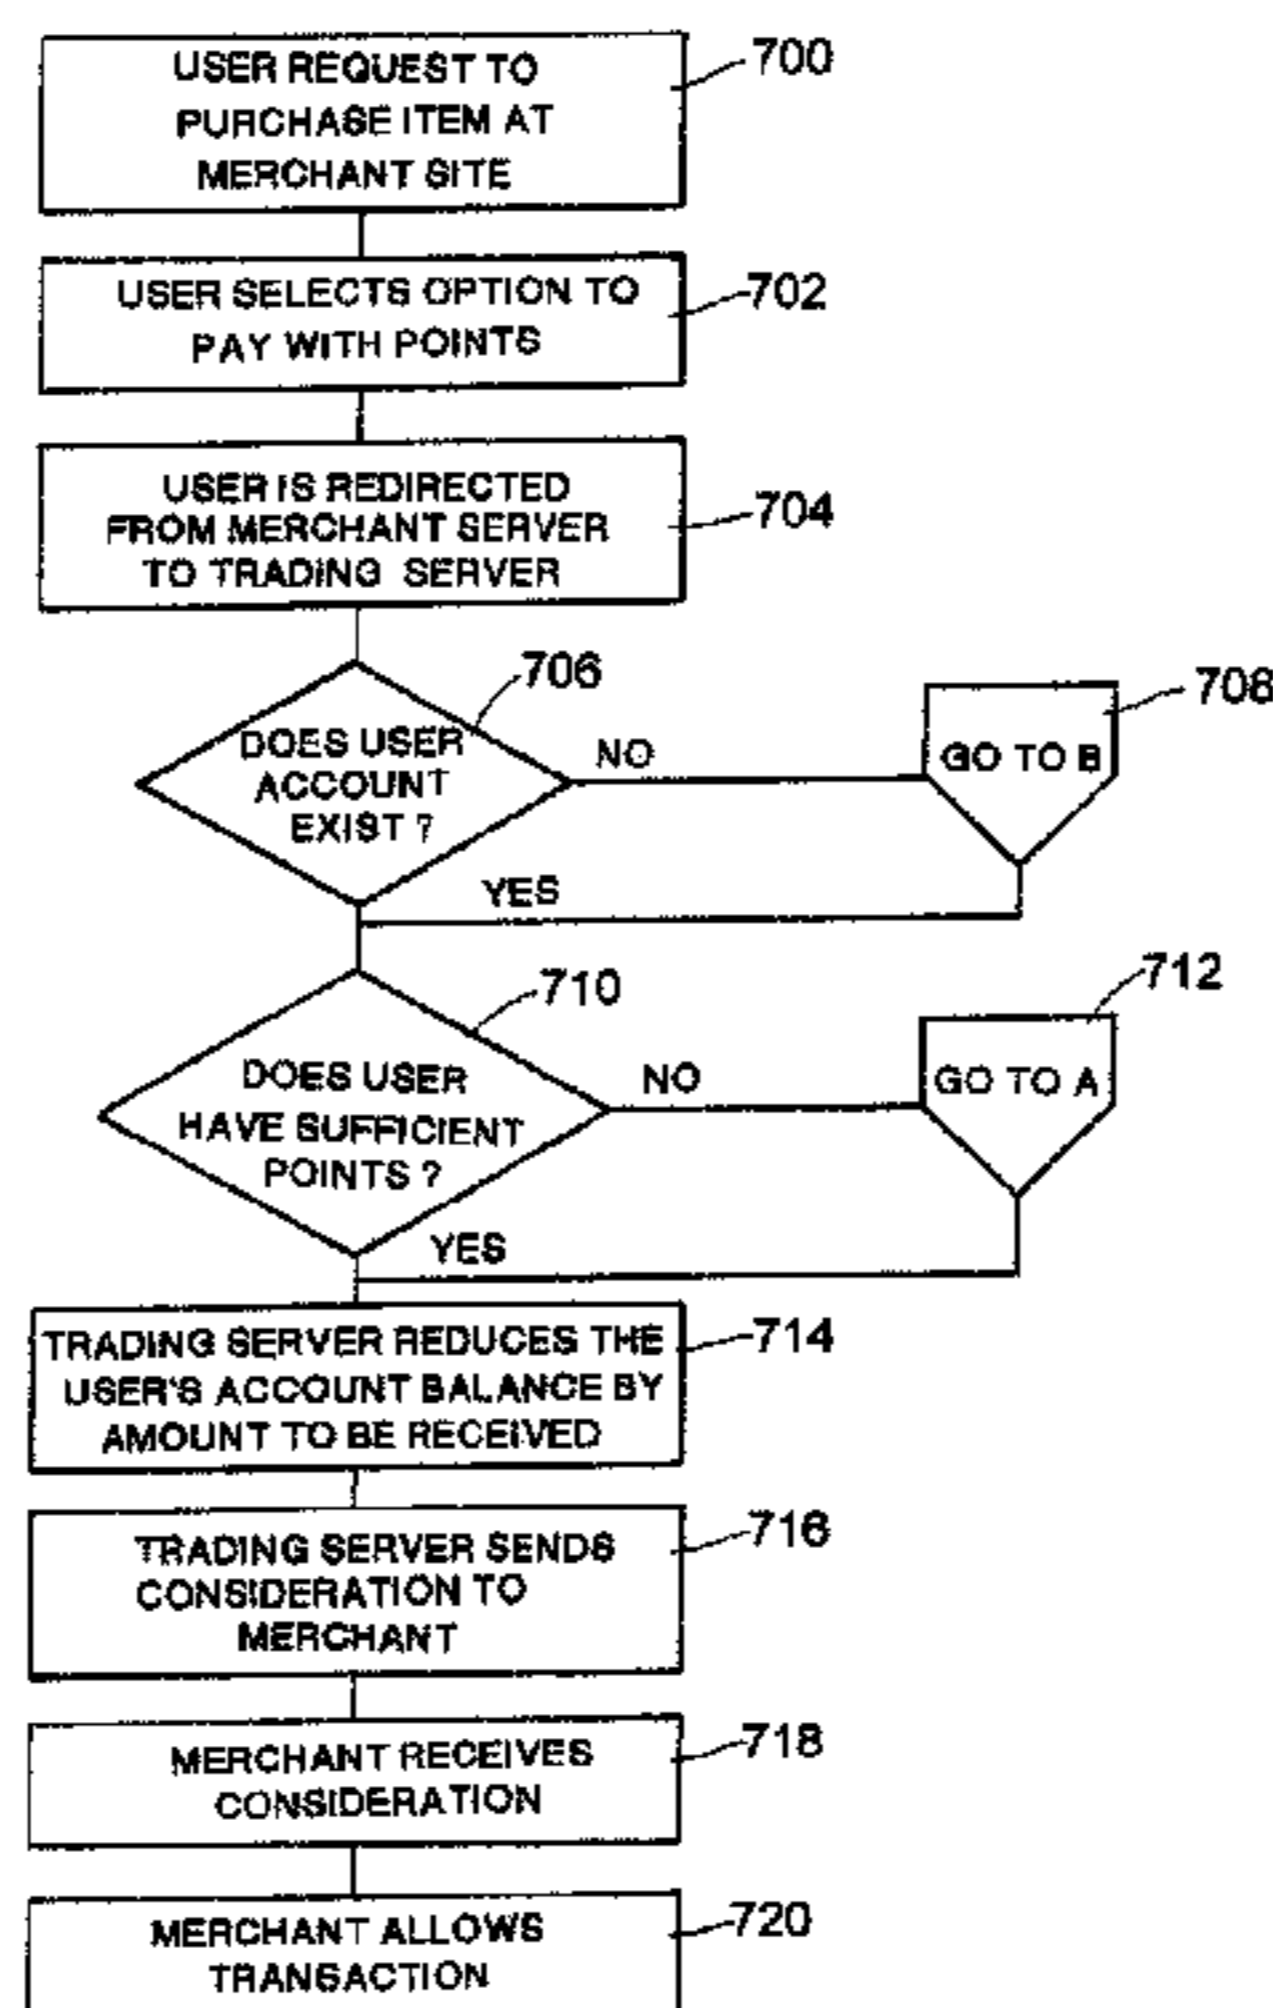 USER REQUEST TO
PURCHASE ITEM AT
MERCHANT SITE
700
USER SELECTS OPTION TO
PAY WITH POINTS
702
USER IS REDIRECTED
FROM MERCHANT SERVER
TO TRADING SERVER
704
706
DOES USER
ACCOUNT
EXIST ?
NO
GO TO B
708
YES
710
DOES USER
HAVE SUFFICIENT
POINTS ?
NO
GO TO A
712
YES
TRADING SERVER REDUCES THE
USER'S ACCOUNT BALANCE BY
AMOUNT TO BE RECEIVED
714
TRADING SERVER SENDS
CONSIDERATION TO
MERCHANT
716
MERCHANT RECEIVES
CONSIDERATION
718
MERCHANT ALLOWS
TRANSACTION
720